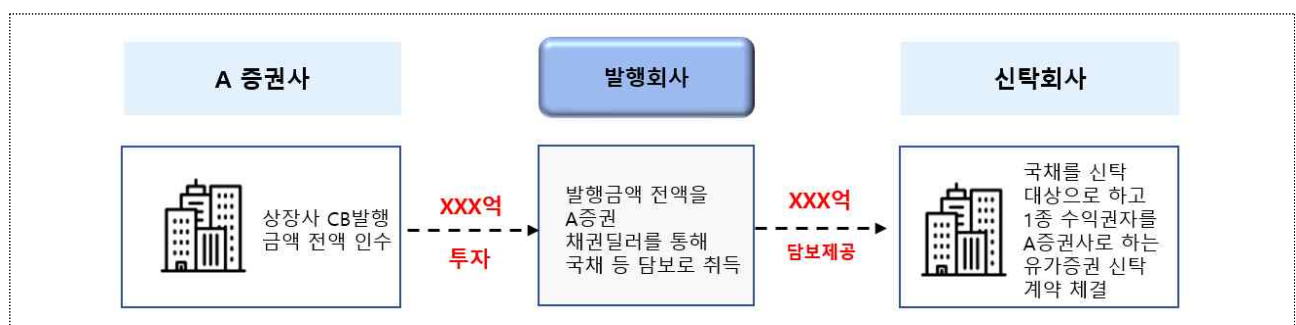 A 증권사
발행회사
신탁회사
상장사 CB발행
금액 전액 인수
XXX억
투자
발행금액 전액을
A증권
채권딜러를 통해
국채 등 담보로 취득
XXX억
담보제공
국채를 신탁
대상으로 하고
1종 수익권자를
A증권사로 하는
유가증권 신탁
계약 체결